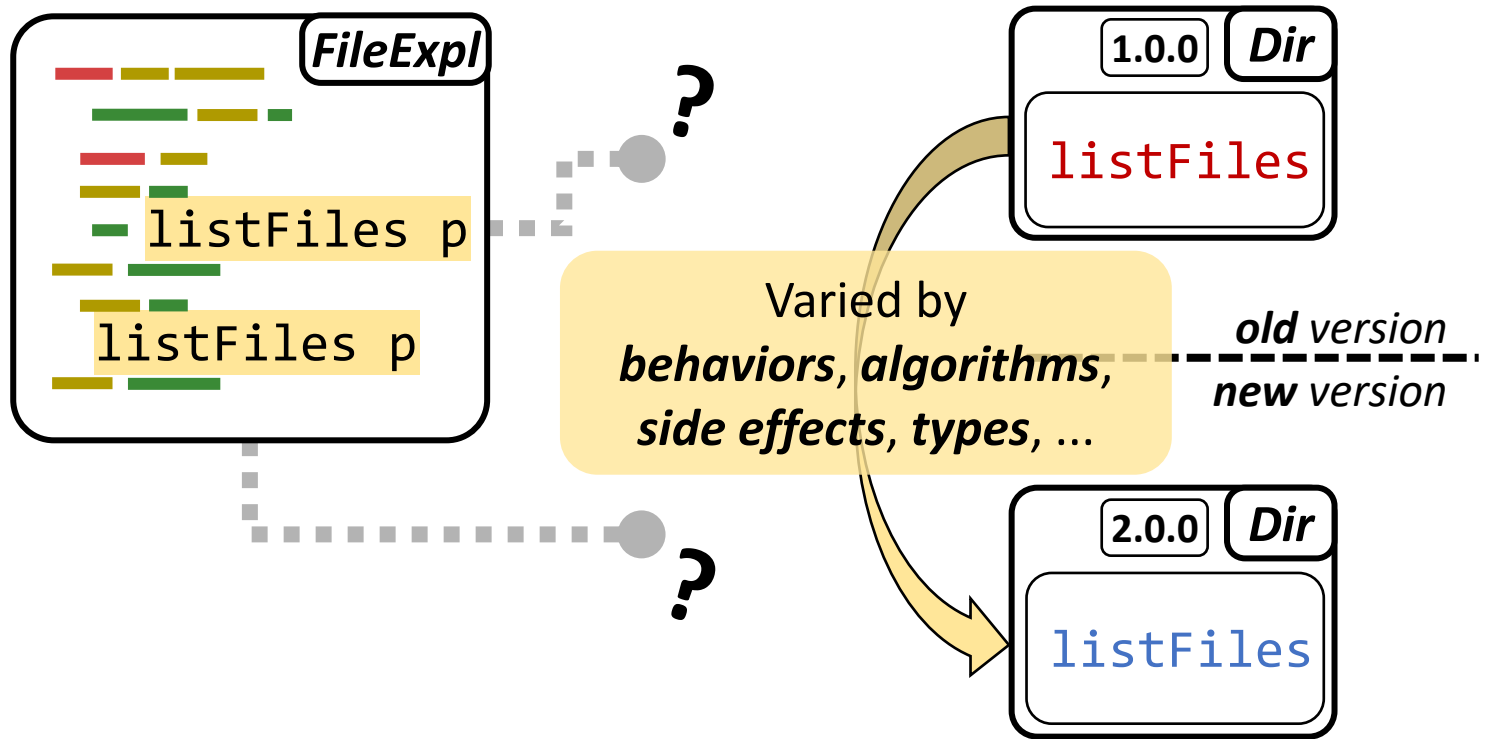 FileExpl
listFiles p
listFiles p
?
?
Varied by
behaviors, algorithms,
side effects, types, ...
1.0.0
Dir
listFiles
old version
new version
2.0.0
Dir
listFiles